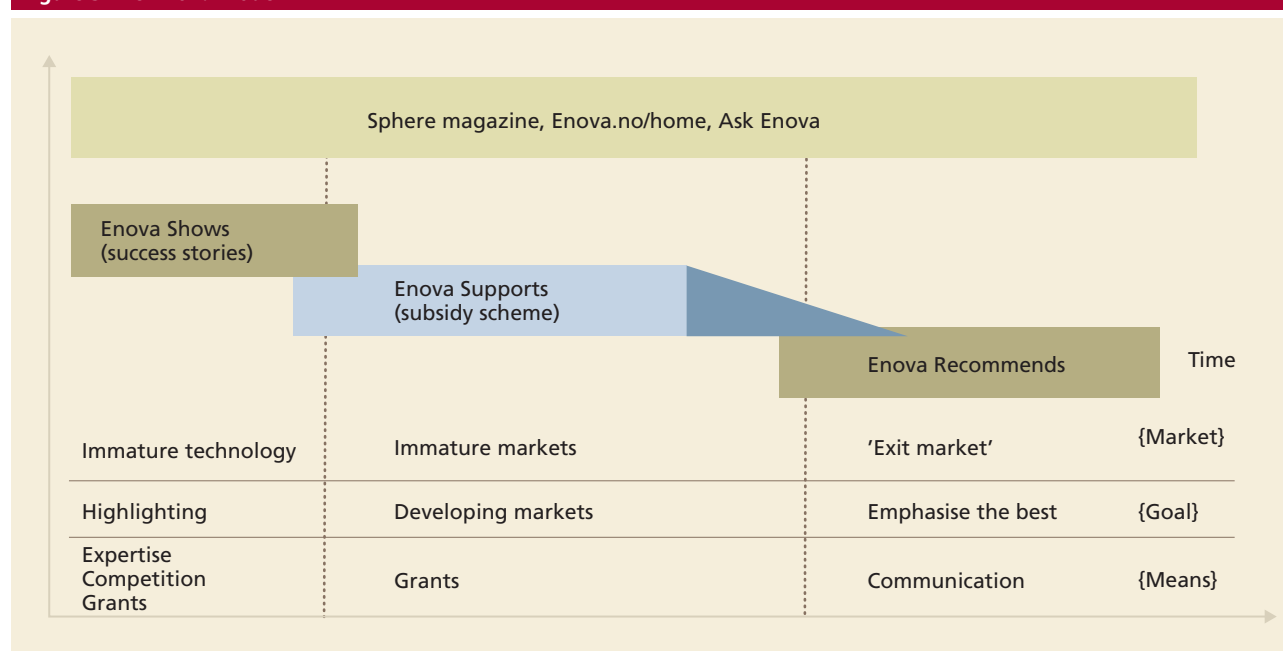 Sphere magazine, Enova.no/home, Ask Enova
Enova Shows
(success stories)
Enova Supports
(subsidy scheme)
Enova Recommends
Time
Immature technology
Immature markets
’Exit market’
{Market}
Highlighting
Developing markets
Emphasise the best
{Goal}
Expertise
Competition
Grants
Grants
Communication
{Means}